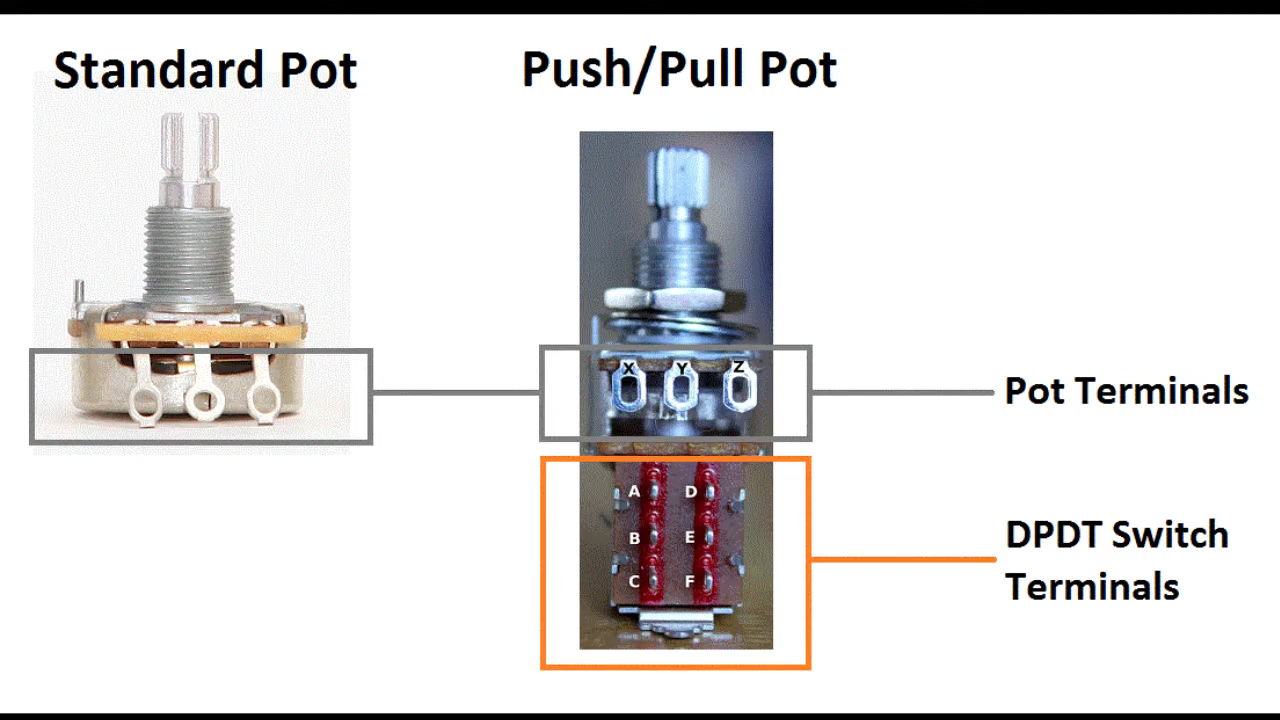 Standard Pot
Push/Pull Pot
X Y Z
Pot Terminals
A D
B E
C F
DPDT Switch
Terminals